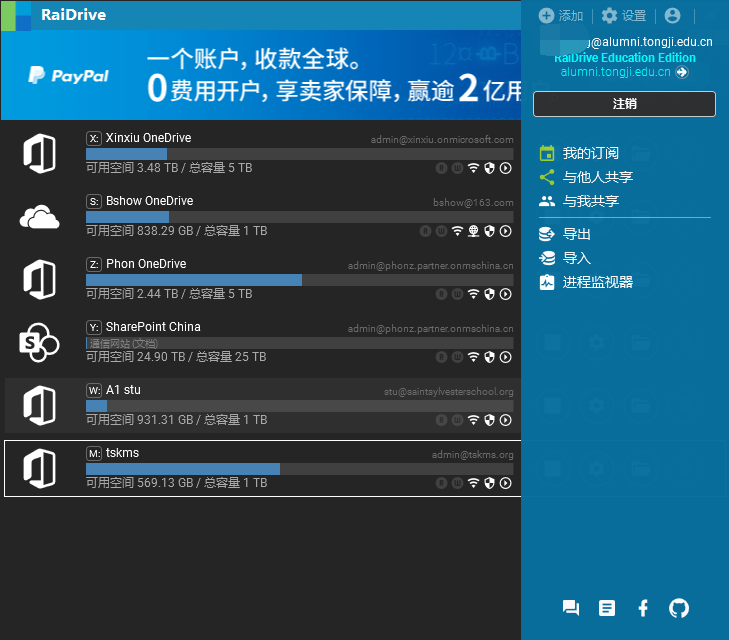 RaiDrive
添加
设置
PayPal
一个账户, 收款全球。
0费用开户, 享卖家保障, 赢逾2亿用
@alumni.tongji.edu.cn
RaiDrive Education Edition
alumni.tongji.edu.cn
注销
X: Xinxiu OneDrive
admin@xinxiu.onmicrosoft.com
可用空间 3.48 TB / 总容量 5 TB
S: Bshow OneDrive
bshow@163.com
可用空间 838.29 GB / 总容量 1 TB
Z: Phon OneDrive
admin@phonz.partner.onmschina.cn
可用空间 2.44 TB / 总容量 5 TB
Y: SharePoint China
admin@phonz.partner.onmschina.cn
通信网站 (文档)
可用空间 24.90 TB / 总容量 25 TB
W: A1 stu
stu@saintsylvesterschool.org
可用空间 931.31 GB / 总容量 1 TB
M: tskms
admin@tskms.org
可用空间 569.13 GB / 总容量 1 TB
我的订阅
与他人共享
与我共享
导出
导入
进程监视器